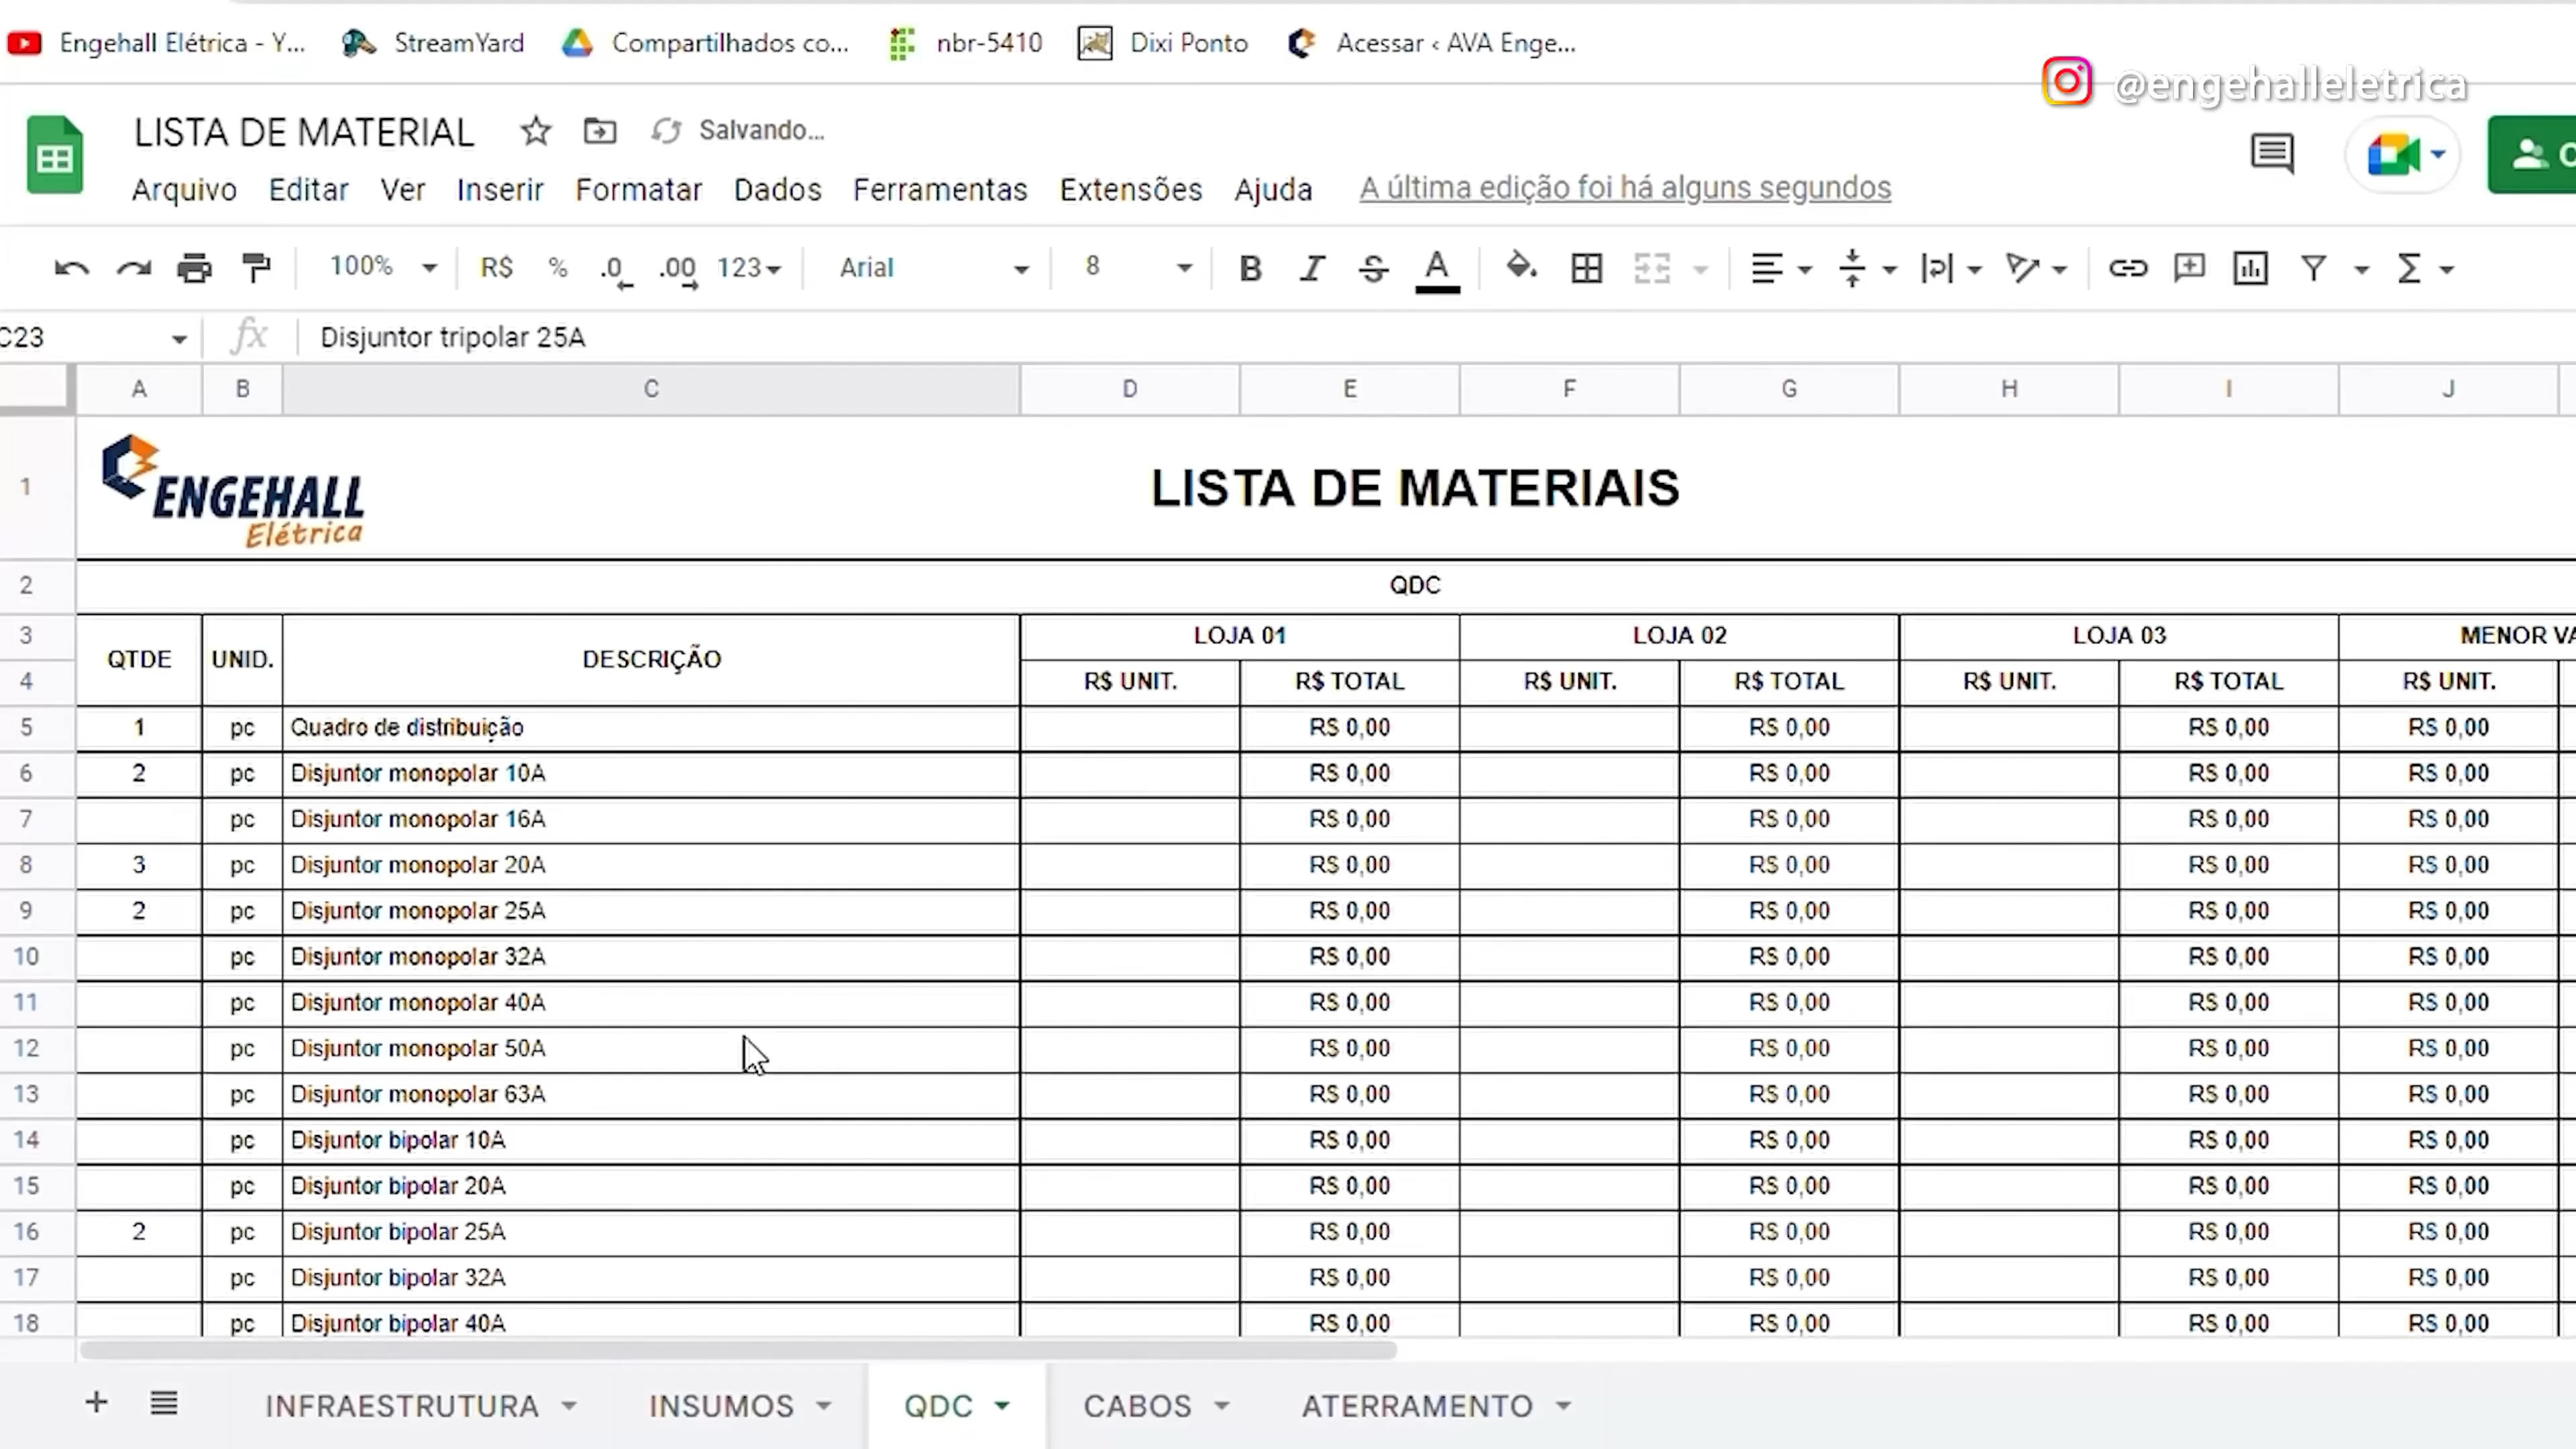 Engehall Elétrica - Y... StreamYard Compartilhados co... nbr-5410 Dixi Ponto Acessar ‹ AVA Enge...
@engehalleletrica
LISTA DE MATERIAL Salvando...
Arquivo Editar Ver Inserir Formatar Dados Ferramentas Extensões Ajuda A última edição foi há alguns segundos
100% R$ % .0 .00 123 Arial 8 B I S A
C23 fx Disjuntor tripolar 25A
A B C D E F G H I J
1 ENGEHALL LISTA DE MATERIAIS
Elétrica
2 QDC
3 LOJA 01 LOJA 02 LOJA 03 MENOR VA
QTDE UNID. DESCRIÇÃO
4 R$ UNIT. R$ TOTAL R$ UNIT. R$ TOTAL R$ UNIT. R$ TOTAL R$ UNIT.
5 1 pc Quadro de distribuição R$ 0,00 R$ 0,00 R$ 0,00 R$ 0,00
6 2 pc Disjuntor monopolar 10A R$ 0,00 R$ 0,00 R$ 0,00 R$ 0,00
7 pc Disjuntor monopolar 16A R$ 0,00 R$ 0,00 R$ 0,00 R$ 0,00
8 3 pc Disjuntor monopolar 20A R$ 0,00 R$ 0,00 R$ 0,00 R$ 0,00
9 2 pc Disjuntor monopolar 25A R$ 0,00 R$ 0,00 R$ 0,00 R$ 0,00
10 pc Disjuntor monopolar 32A R$ 0,00 R$ 0,00 R$ 0,00 R$ 0,00
11 pc Disjuntor monopolar 40A R$ 0,00 R$ 0,00 R$ 0,00 R$ 0,00
12 pc Disjuntor monopolar 50A R$ 0,00 R$ 0,00 R$ 0,00 R$ 0,00
13 pc Disjuntor monopolar 63A R$ 0,00 R$ 0,00 R$ 0,00 R$ 0,00
14 pc Disjuntor bipolar 10A R$ 0,00 R$ 0,00 R$ 0,00 R$ 0,00
15 pc Disjuntor bipolar 20A R$ 0,00 R$ 0,00 R$ 0,00 R$ 0,00
16 2 pc Disjuntor bipolar 25A R$ 0,00 R$ 0,00 R$ 0,00 R$ 0,00
17 pc Disjuntor bipolar 32A R$ 0,00 R$ 0,00 R$ 0,00 R$ 0,00
18 pc Disjuntor bipolar 40A R$ 0,00 R$ 0,00 R$ 0,00 R$ 0,00
INFRAESTRUTURA INSUMOS QDC CABOS ATERRAMENTO